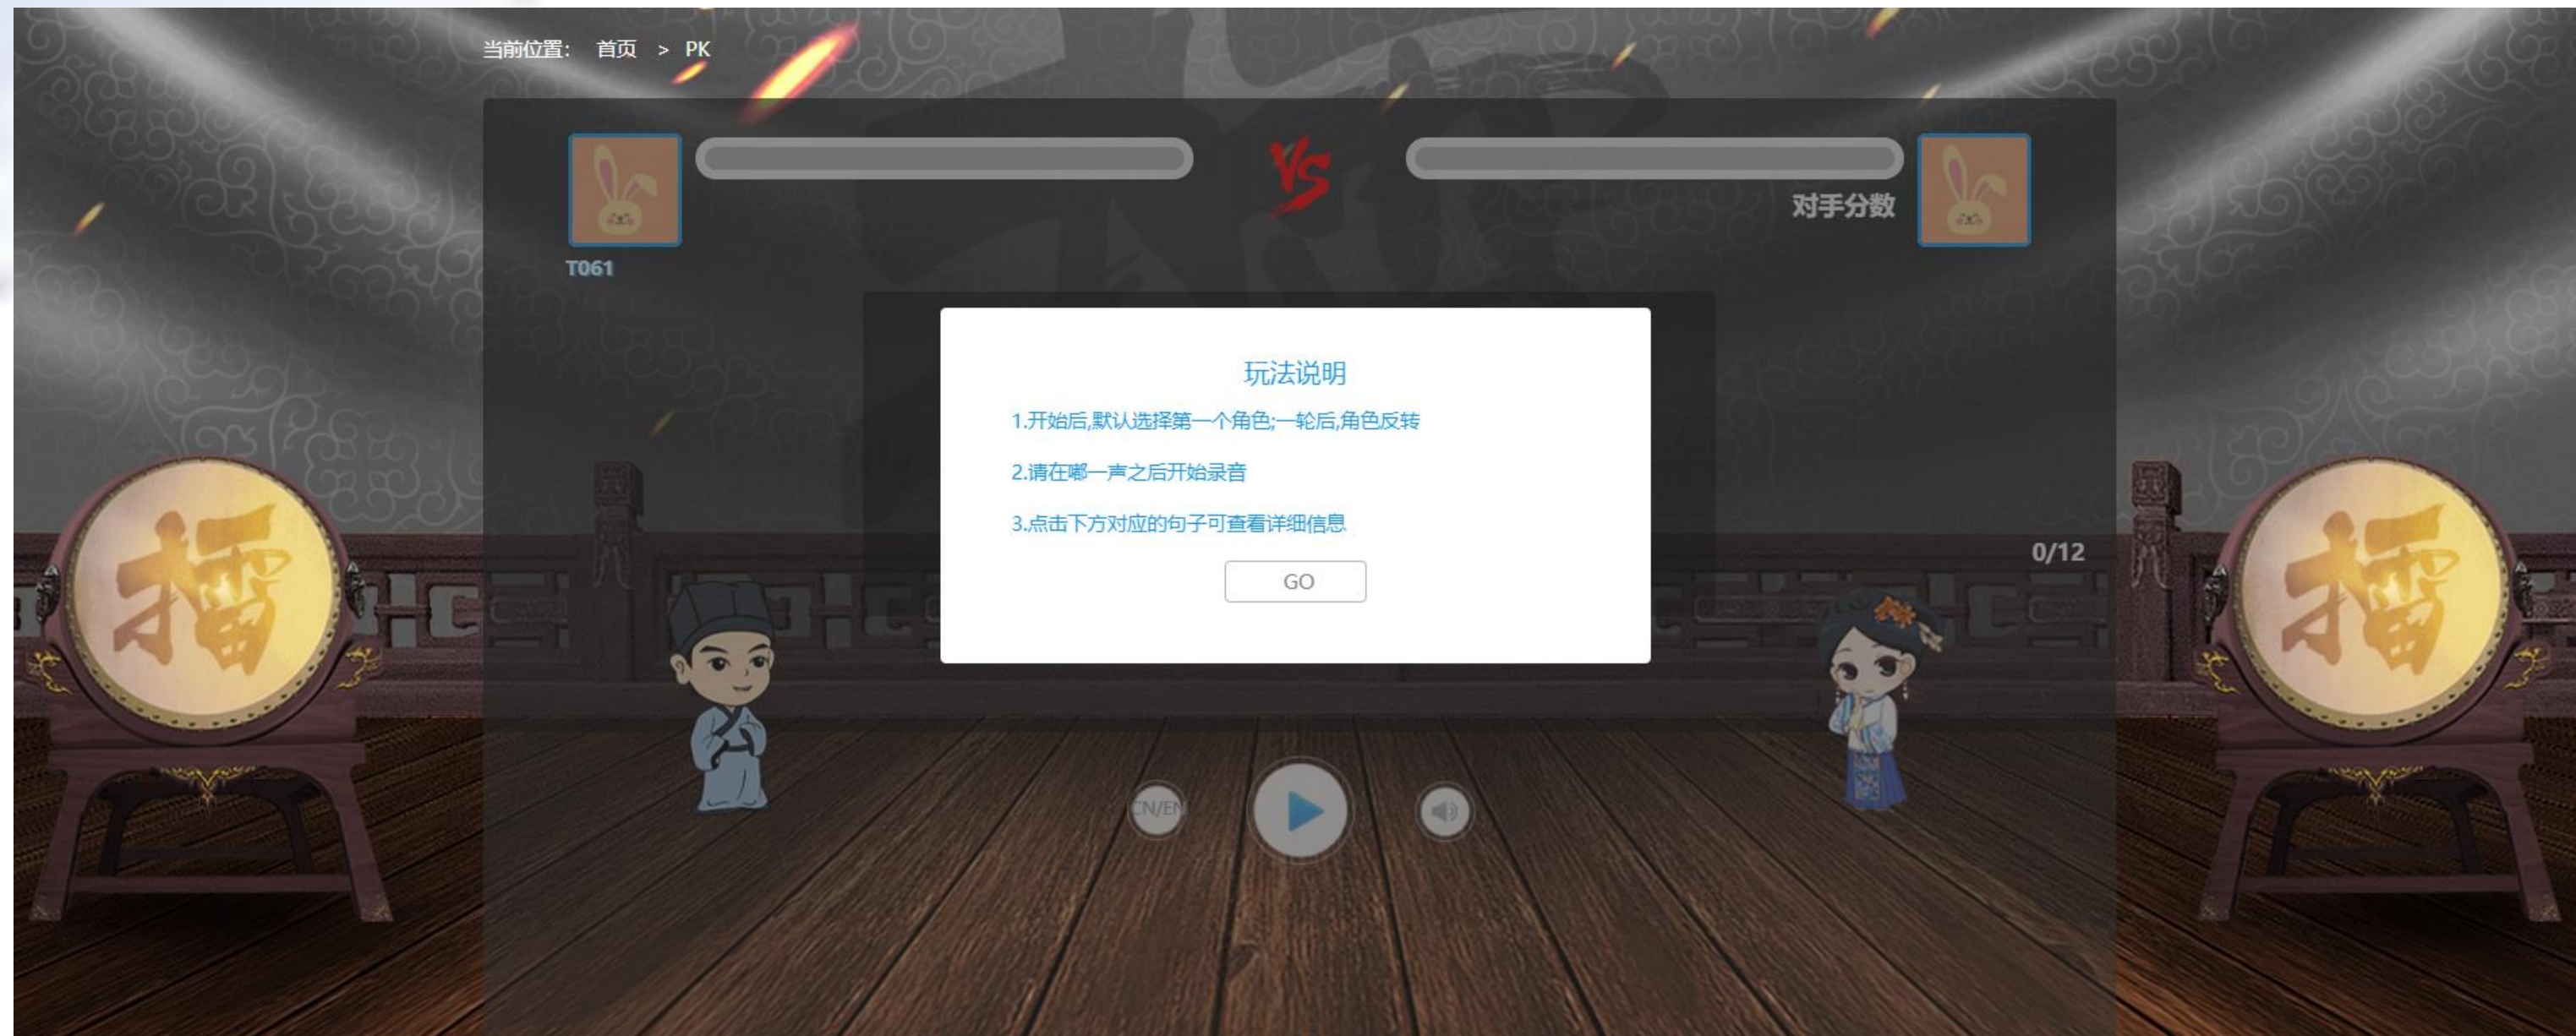 当前位置： 首页 > PK
VS
对手分数
T061
玩法说明
1.开始后,默认选择第一个角色;一轮后,角色反转
2.请在嘟一声之后开始录音
3.点击下方对应的句子可查看详细信息
GO
0/12
擂
擂
CN/EN